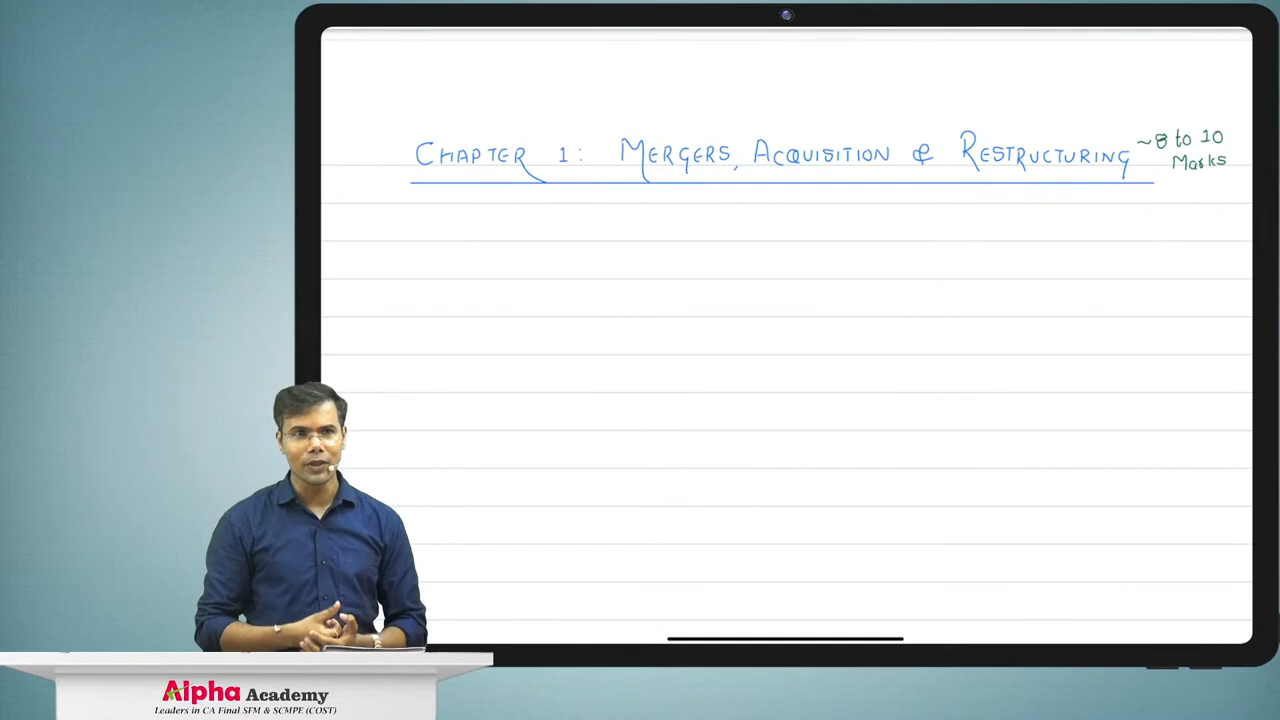 CHAPTER 1: MERGERS, ACQUISITION & RESTRUCTURING ~8 to 10
Marks
Alpha Academy
Leaders in CA Final SFM & SCMPE (COST)